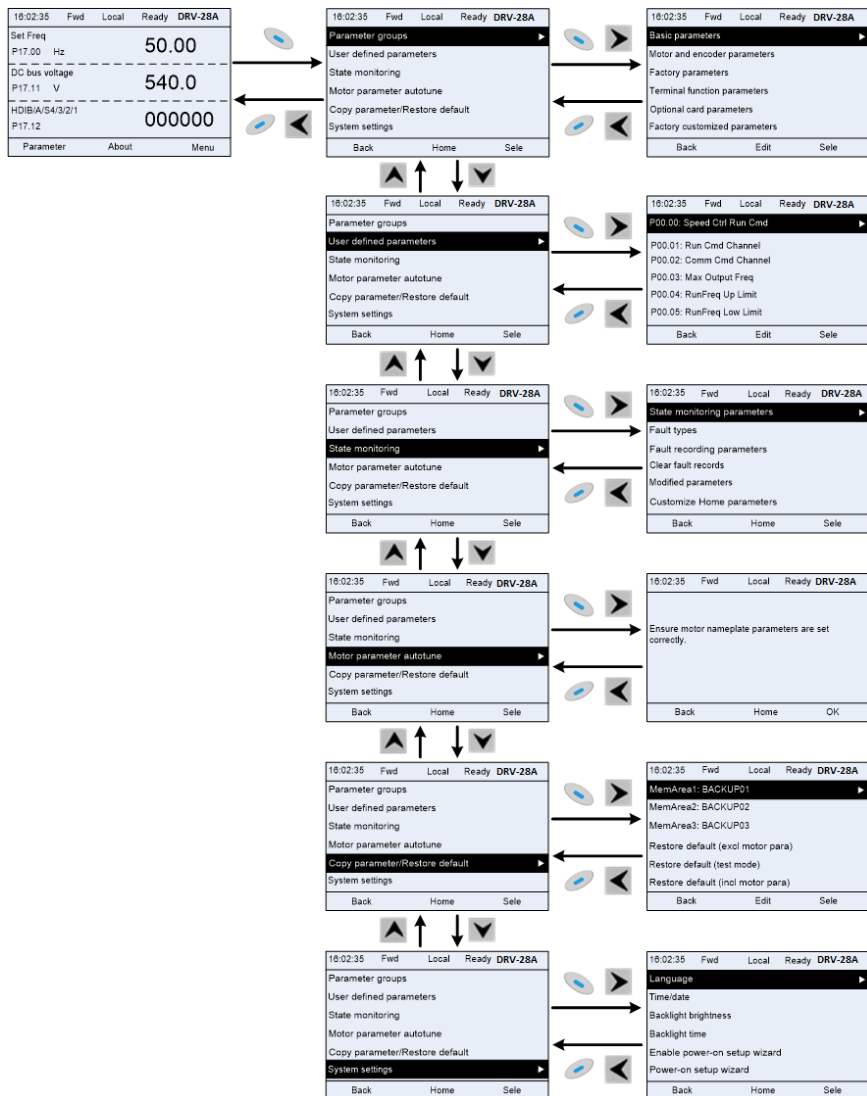 16:02:35 Fwd Local Ready DRV-28A
Set Freq
P17.00 Hz 50.00
DC bus voltage
P17.11 V 540.0
HDIB/A/S4/3/2/1
P17.12 000000
Parameter About Menu
16:02:35 Fwd Local Ready DRV-28A
Parameter groups
User defined parameters
State monitoring
Motor parameter autotune
Copy parameter/Restore default
System settings
Back Home Sele
16:02:35 Fwd Local Ready DRV-28A
Basic parameters
Motor and encoder parameters
Factory parameters
Terminal function parameters
Optional card parameters
Factory customized parameters
Back Edit Sele
16:02:35 Fwd Local Ready DRV-28A
Parameter groups
User defined parameters
State monitoring
Motor parameter autotune
Copy parameter/Restore default
System settings
Back Home Sele
16:02:35 Fwd Local Ready DRV-28A
P00.00: Speed Ctrl Run Cmd
P00.01: Run Cmd Channel
P00.02: Comm Cmd Channel
P00.03: Max Output Freq
P00.04: RunFreq Up Limit
P00.05: RunFreq Low Limit
Back Edit Sele
16:02:35 Fwd Local Ready DRV-28A
Parameter groups
User defined parameters
State monitoring
Motor parameter autotune
Copy parameter/Restore default
System settings
Back Home Sele
16:02:35 Fwd Local Ready DRV-28A
State monitoring parameters
Fault types
Fault recording parameters
Clear fault records
Modified parameters
Customize Home parameters
Back Home Sele
16:02:35 Fwd Local Ready DRV-28A
Parameter groups
User defined parameters
State monitoring
Motor parameter autotune
Copy parameter/Restore default
System settings
Back Home Sele
16:02:35 Fwd Local Ready DRV-28A
Ensure motor nameplate parameters are set
correctly.
Back Home OK
16:02:35 Fwd Local Ready DRV-28A
Parameter groups
User defined parameters
State monitoring
Motor parameter autotune
Copy parameter/Restore default
System settings
Back Home Sele
16:02:35 Fwd Local Ready DRV-28A
MemArea1: BACKUP01
MemArea2: BACKUP02
MemArea3: BACKUP03
Restore default (excl motor para)
Restore default (test mode)
Restore default (incl motor para)
Back Edit Sele
16:02:35 Fwd Local Ready DRV-28A
Parameter groups
User defined parameters
State monitoring
Motor parameter autotune
Copy parameter/Restore default
System settings
Back Home Sele
16:02:35 Fwd Local Ready DRV-28A
Language
Time/date
Backlight brightness
Backlight time
Enable power-on setup wizard
Power-on setup wizard
Back Home Sele